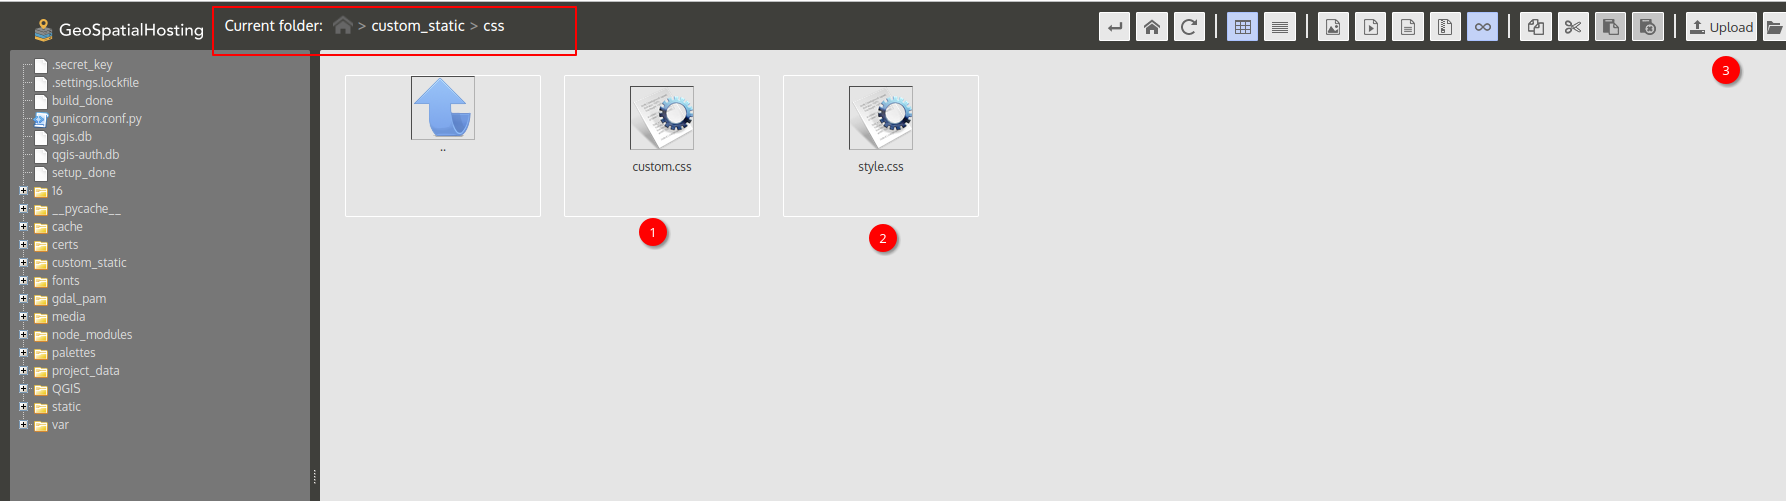 GeoSpatialHosting
Current folder: > custom_static > css
Upload
3
.secret_key
.settings.lockfile
build_done
gunicorn.conf.py
qgis.db
qgis-auth.db
setup_done
16
__pycache__
cache
certs
custom_static
fonts
gdal_pam
media
node_modules
palettes
project_data
QGIS
static
var
..
custom.css
style.css
1
2